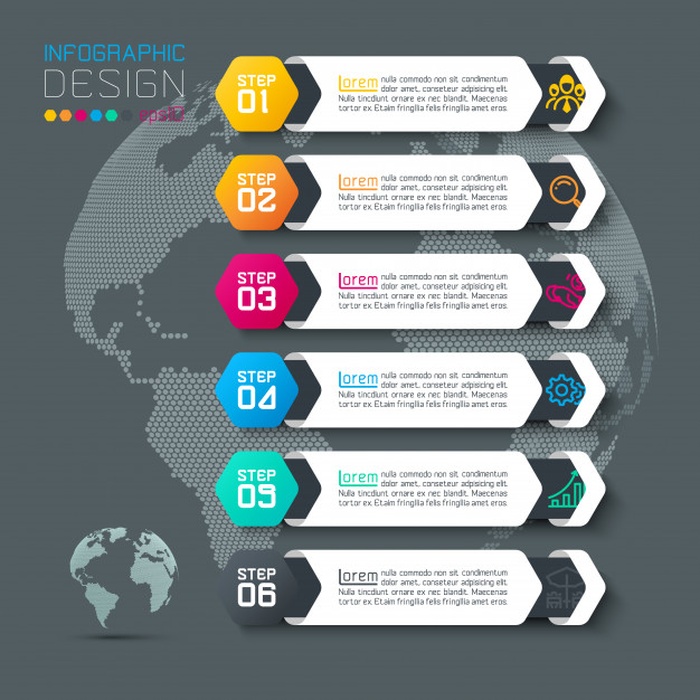 INFOGRAPHIC
DESIGN
eps10
STEP
01
Lorem nulla commodo non sit condimentum
dolor amet, conseteur adipiscing elit.
Nulla tincidunt ornare ex nec blandit. Maecenas
tortor ex. Etiam fringilla felis fringilla amet eros.
STEP
02
Lorem nulla commodo non sit, condimentum
dolor amet, conseteur adipiscing elit.
Nulla tincidunt ornare ex nec blandit. Maecenas
tortor ex. Etiam fringilla felis fringilla amet eros.
STEP
03
Lorem nulla commodo non sit condimentum
dolor amet, conseteur adipiscing elit.
Nulla tincidunt ornare ex nec blandit. Maecenas
tortor ex. Etiam fringilla felis fringilla amet eros.
STEP
04
Lorem nulla commodo non sit condimentum
dolor amet, conseteur adipiscing elit.
Nulla tincidunt ornare ex nec blandit. Maecenas
tortor ex. Etiam fringilla felis fringilla amet eros.
STEP
05
Lorem nulla commodo non sit condimentum
dolor amet, conseteur adipiscing elit.
Nulla tincidunt ornare ex nec blandit. Maecenas
tortor ex. Etiam fringilla felis fringilla amet eros.
STEP
06
Lorem nulla commodo non sit condimentum
dolor amet, conseteur adipiscing elit.
Nulla tincidunt ornare ex nec blandit. Maecenas
tortor ex. Etiam fringilla felis fringilla amet eros.